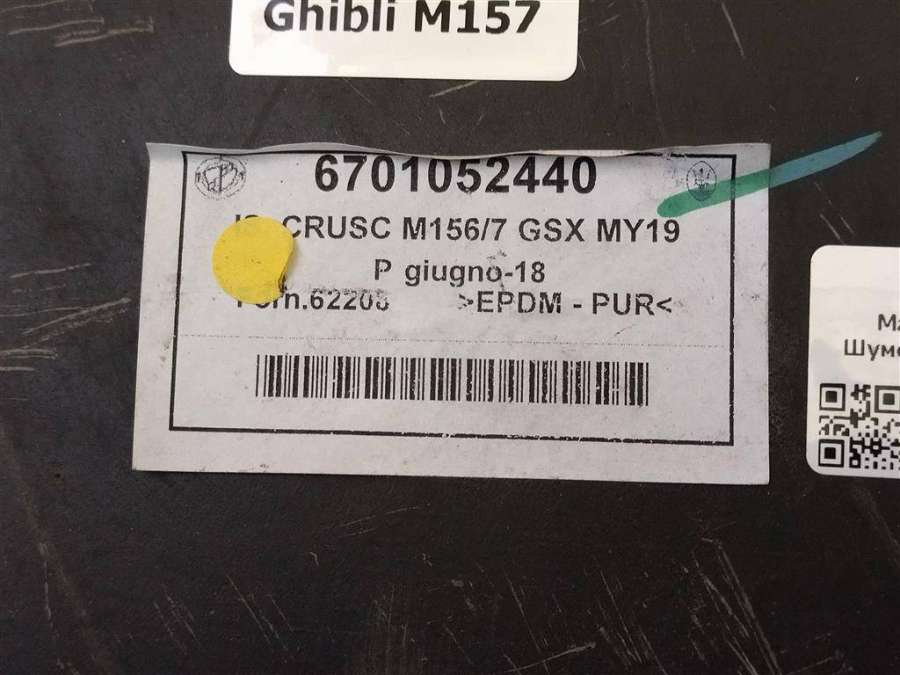 Ghibli M157
6701052440
CRUSC M156/7 GSX MY19
P giugno-18
>EPDM - PUR<